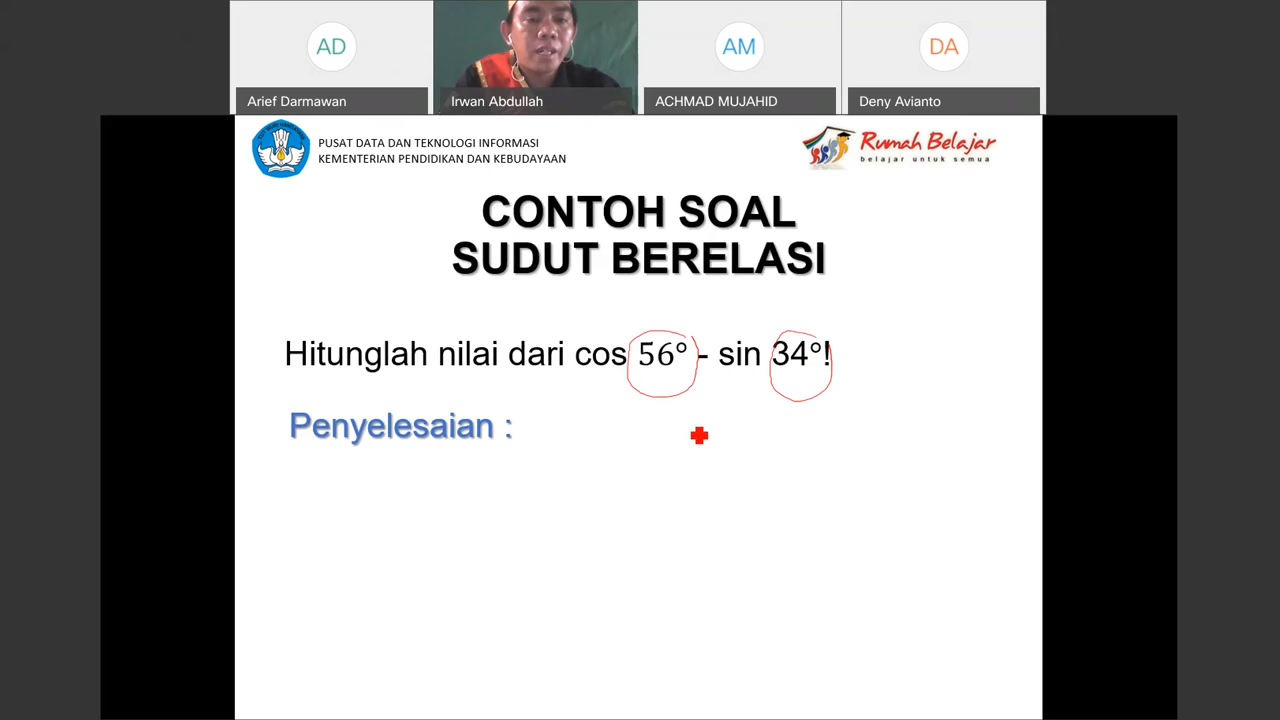 AD
AM
DA
Arief Darmawan
Irwan Abdullah
ACHMAD MUJAHID
Deny Avianto
PUSAT DATA DAN TEKNOLOGI INFORMASI
KEMENTERIAN PENDIDIKAN DAN KEBUDAYAAN
Rumah Belajar
belajar untuk semua
CONTOH SOAL
SUDUT BERELASI
Hitunglah nilai dari cos 56° - sin 34°!
Penyelesaian :